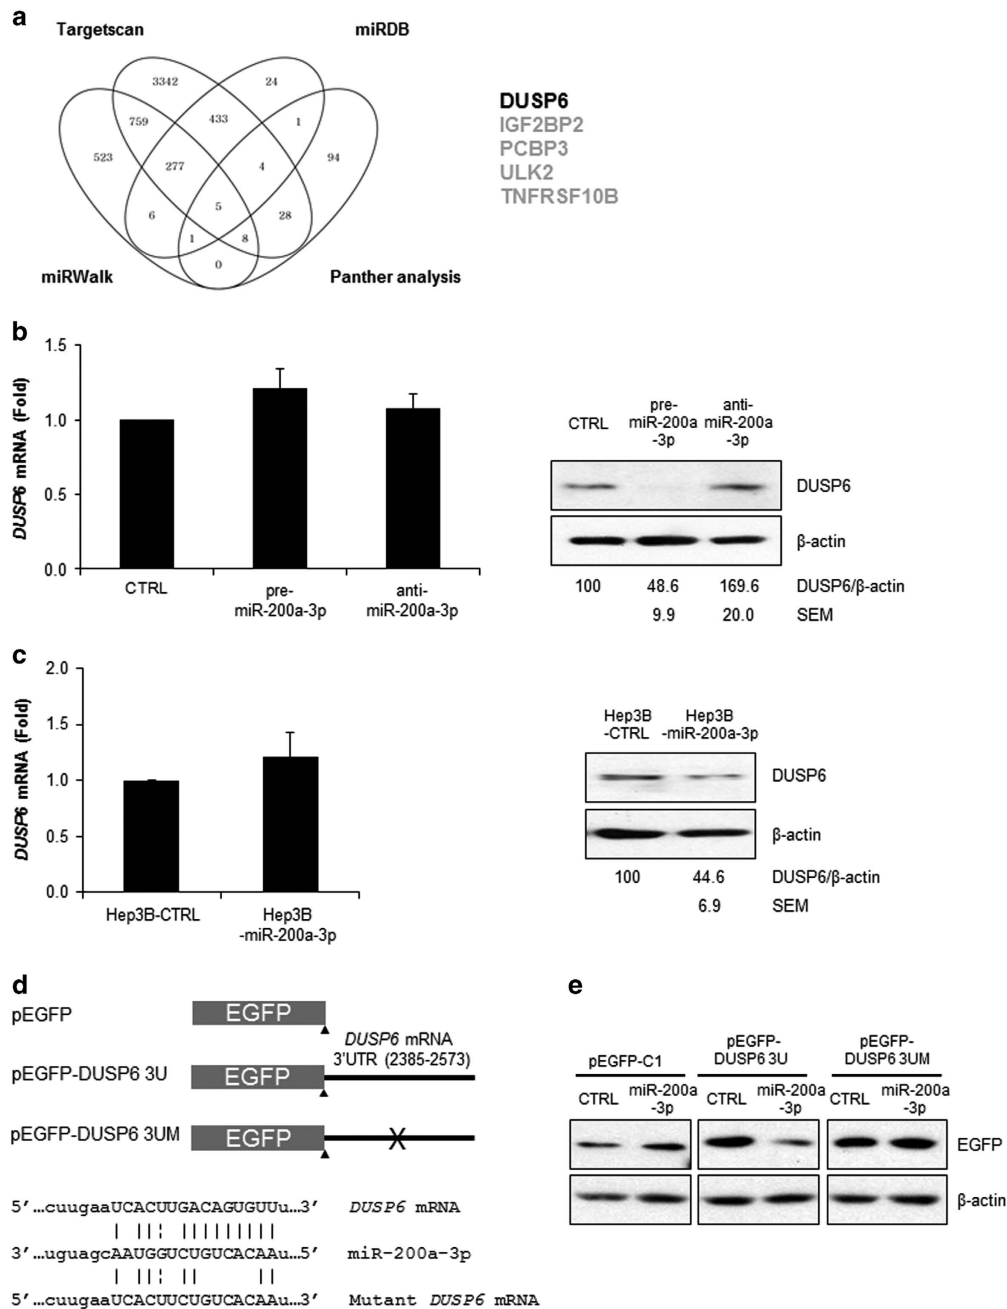 a
Targetscan
miRDB
3342
24
759
433
1
523
277
4
94
6
5
28
1
8
0
miRWalk
Panther analysis
DUSP6
IGF2BP2
PCBP3
ULK2
TNFRSF10B
b
DUSP6 mRNA (Fold)
1.5
1.0
0.5
0.0
CTRL
pre-
miR-200a-3p
anti-
miR-200a-3p
CTRL
pre-
miR-200a
-3p
anti-
miR-200a
-3p
DUSP6
β-actin
100 48.6 169.6 DUSP6/β-actin
9.9 20.0 SEM
c
DUSP6 mRNA (Fold)
2.0
1.5
1.0
0.5
0.0
Hep3B-CTRL
Hep3B
-miR-200a-3p
Hep3B
-CTRL
Hep3B
-miR-200a-3p
DUSP6
β-actin
100 44.6 DUSP6/β-actin
6.9 SEM
d
pEGFP
EGFP
DUSP6 mRNA
3'UTR (2385-2573)
pEGFP-DUSP6 3U
EGFP
pEGFP-DUSP6 3UM
EGFP
X
5′…cuugaaUCACUUGACAGUGUUu…3′ DUSP6 mRNA
3′…uguagcAAUGGUCUGUCACAAu…5′ miR-200a-3p
5′…cuugaaUCACUUCUGUCACAAu…3′ Mutant DUSP6 mRNA
e
pEGFP-C1
pEGFP-
DUSP6 3U
pEGFP-
DUSP6 3UM
CTRL
miR-200a
-3p
CTRL
miR-200a
-3p
CTRL
miR-200a
-3p
EGFP
β-actin